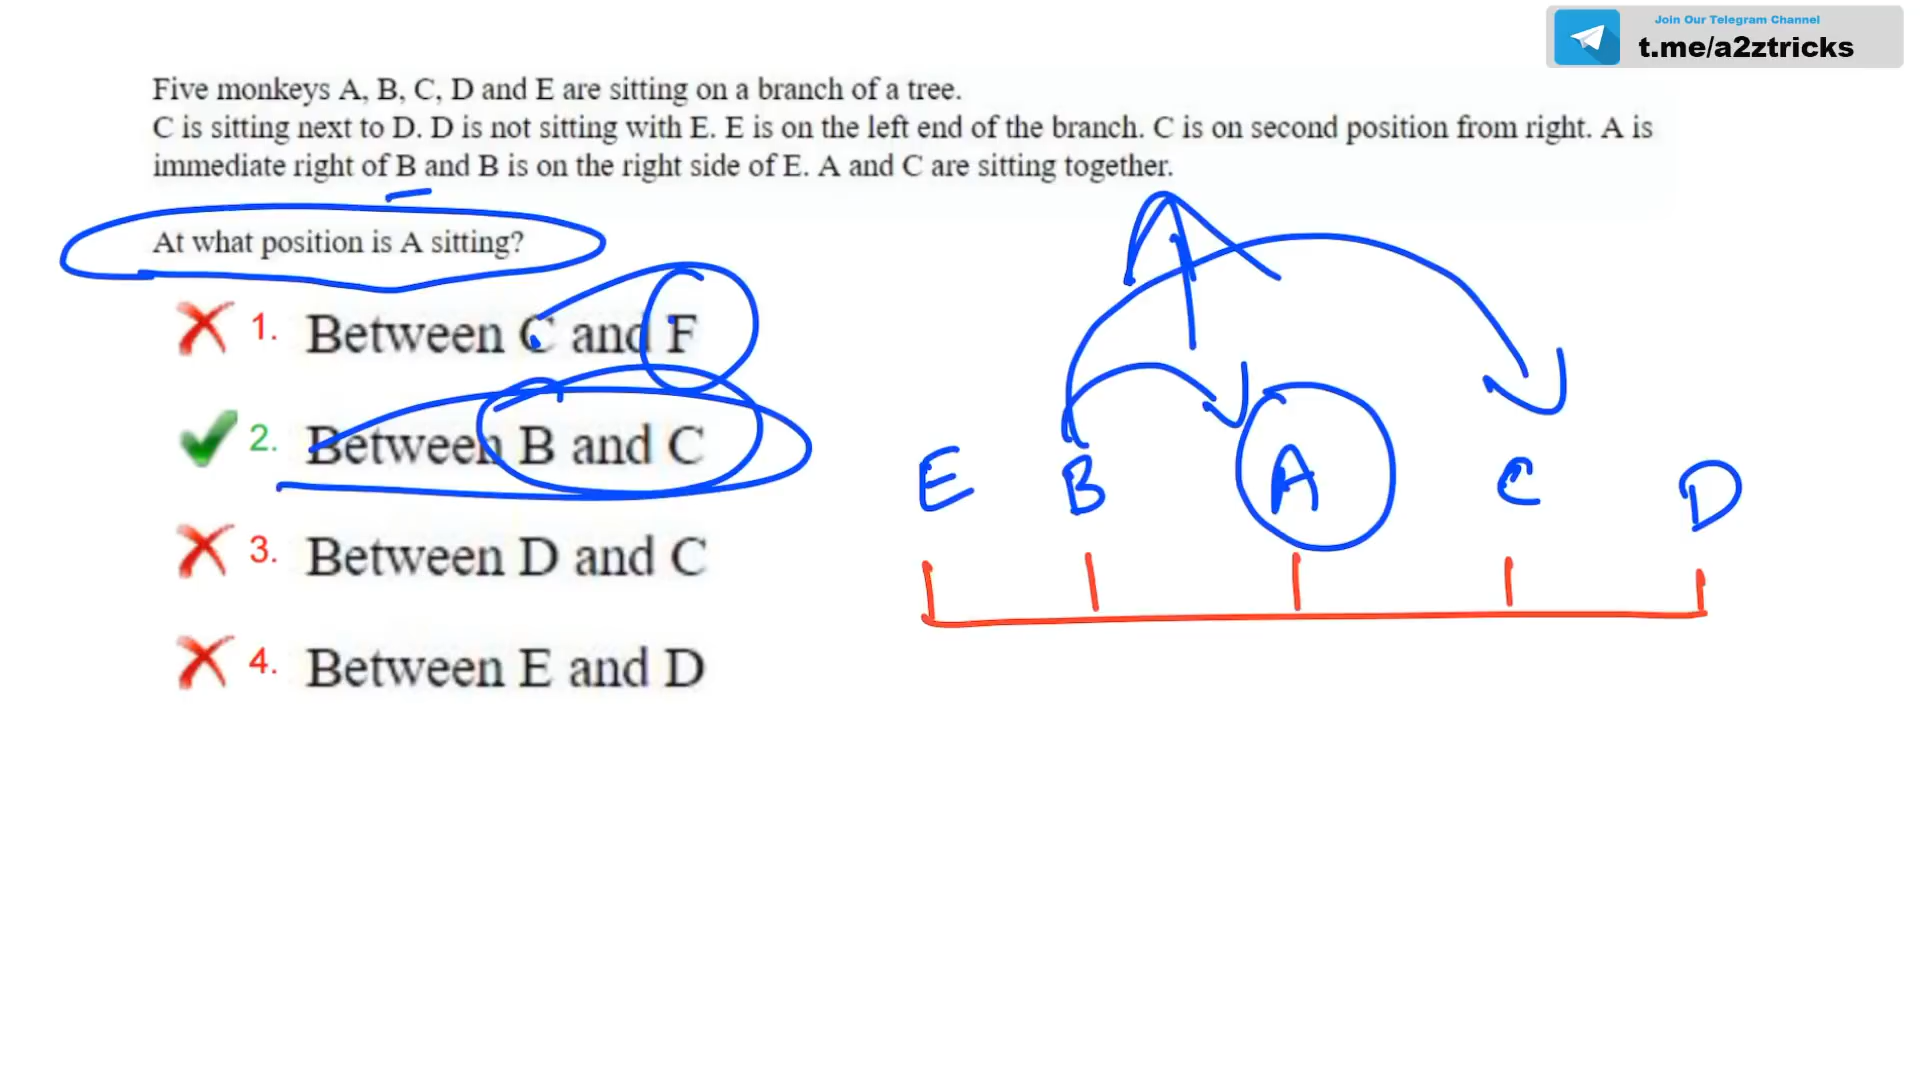 Join Our Telegram Channel
t.me/a2ztricks
Five monkeys A, B, C, D and E are sitting on a branch of a tree.
C is sitting next to D. D is not sitting with E. E is on the left end of the branch. C is on second position from right. A is
immediate right of B and B is on the right side of E. A and C are sitting together.
At what position is A sitting?
1. Between C and F
2. Between B and C
3. Between D and C
4. Between E and D
E B A C D